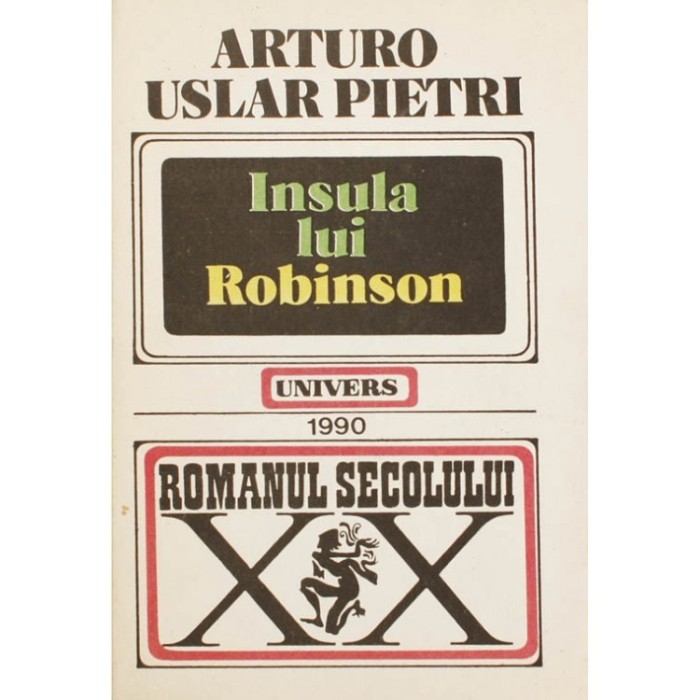 ARTURO
USLAR PIETRI
Insula
lui
Robinson
UNIVERS
1990
ROMANUL SECOLULUI
XX